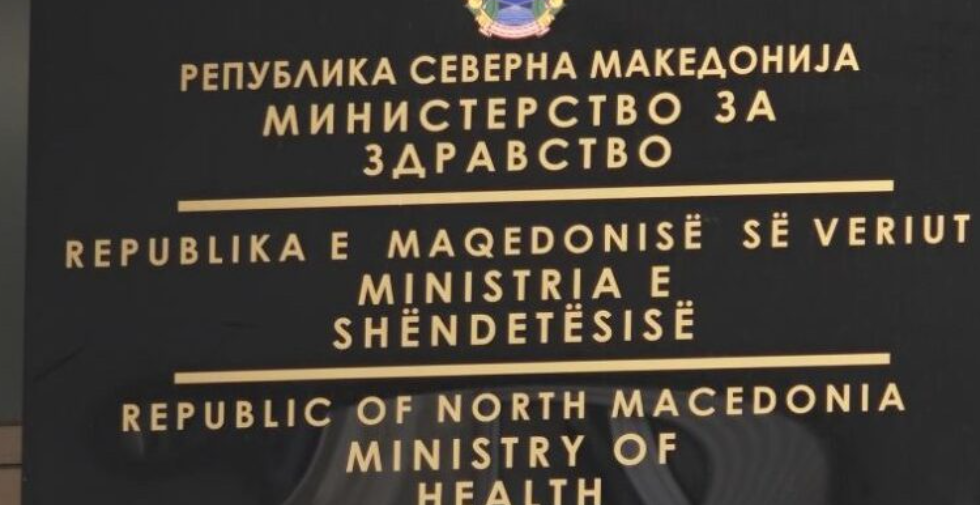 РЕПУБЛИКА СЕВЕРНА МАКЕДОНИЈА
МИНИСТЕРСТВО ЗА
ЗДРАВСТВО
REPUBLIKA E MAQEDONISË SË VERIUT
MINISTRIA E
SHËNDETËSISË
REPUBLIC OF NORTH MACEDONIA
MINISTRY OF
HEALTH